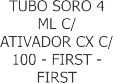 TUBO SORO 4
ML C/
ATIVADOR CX C/
100 - FIRST -
FIRST